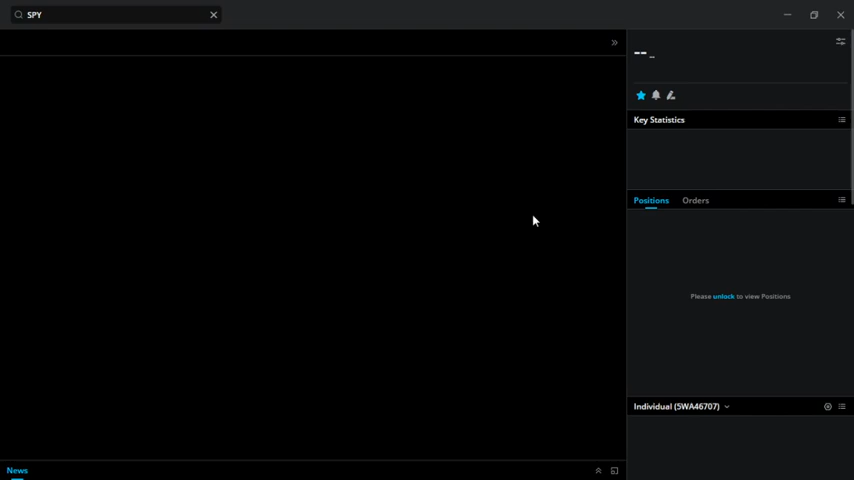 SPY
-- --
Key Statistics
Positions Orders
Please unlock to view Positions
Individual (5WA46707)
News